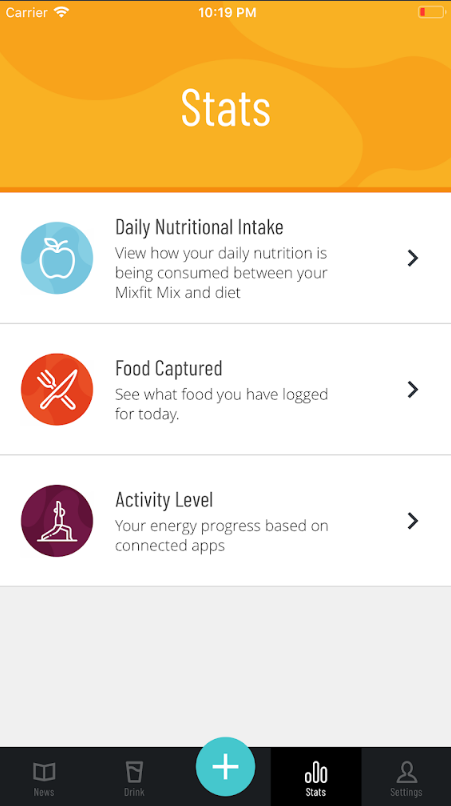 Carrier 10:19 PM
Stats
Daily Nutritional Intake
View how your daily nutrition is
being consumed between your
Mixfit Mix and diet
Food Captured
See what food you have logged
for today.
Activity Level
Your energy progress based on
connected apps
News Drink Stats Settings